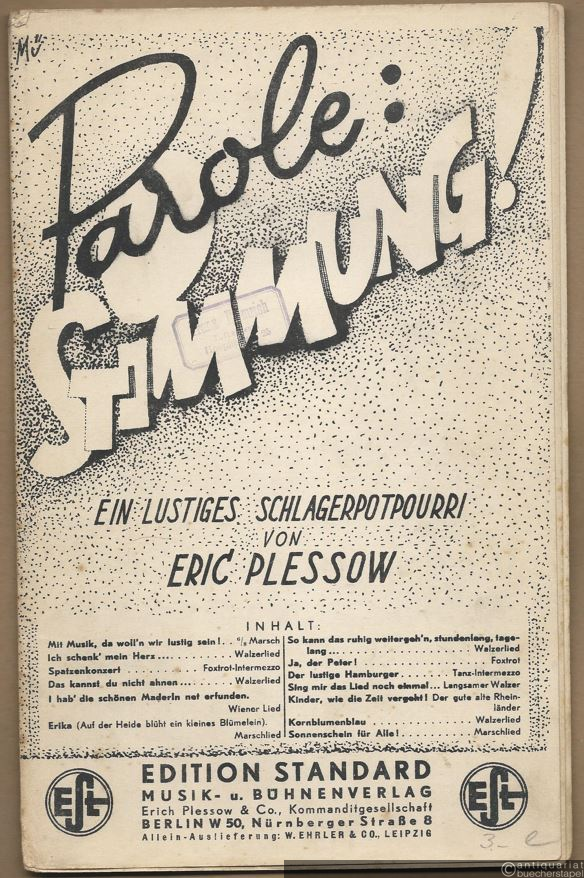 Mü
Parole:
STIMMUNG!
EIN LUSTIGES SCHLAGERPOTPOURRI
VON
ERIC PLESSOW
INHALT:
Mit Musik, da woll'n wir lustig sein! . . 6/8 Marsch
Ich schenk' mein Herz . . . . . . . . . . . Walzerlied
Spatzenkonzert . . . . . . . . . . . Foxtrot-Intermezzo
Das kannst du nicht ahnen . . . . . . . . Walzerlied
I hab' die schönen Maderln net erfunden.
Wiener Lied
Erika (Auf der Heide blüht ein kleines Blümelein).
Marschlied
So kann das ruhig weitergeh'n, stundenlang, tage-
lang . . . . . . . . . . . . . . . . . . . . Walzerlied
Ja, der Peter! . . . . . . . . . . . . . . . . . . Foxtrot
Der lustige Hamburger . . . . . . . Tanz-Intermezzo
Sing mir das Lied noch einmal . . . Langsamer Walzer
Kinder, wie die Zeit vergeht! Der gute alte Rhein-
länder
Kornblumenblau . . . . . . . . . . . . . . . Walzerlied
Sonnenschein für Alle! . . . . . . . . . . . Marschlied
ESt
EDITION STANDARD
MUSIK- u. BÜHNENVERLAG
Erich Plessow & Co., Kommanditgesellschaft
BERLIN W 50, Nürnberger Straße 8
Allein-Auslieferung: W. EHRLER & CO., LEIPZIG
ESt
3.- e
©antiquariat
buecherstapel